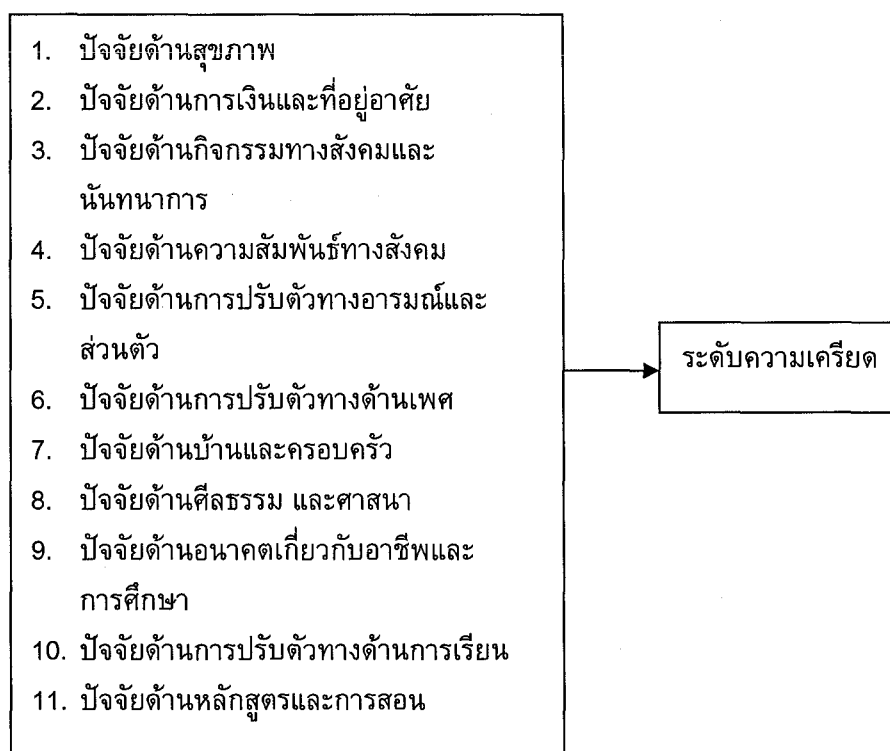 1. ปัจจัยด้านสุขภาพ
2. ปัจจัยด้านการเงินและที่อยู่อาศัย
3. ปัจจัยด้านกิจกรรมทางสังคมและ
นันทนาการ
4. ปัจจัยด้านความสัมพันธ์ทางสังคม
5. ปัจจัยด้านการปรับตัวทางอารมณ์และ
ส่วนตัว
ระดับความเครียด
6. ปัจจัยด้านการปรับตัวทางด้านเพศ
7. ปัจจัยด้านบ้านและครอบครัว
8. ปัจจัยด้านศีลธรรม และศาสนา
9. ปัจจัยด้านอนาคตเกี่ยวกับอาชีพและ
การศึกษา
10. ปัจจัยด้านการปรับตัวทางด้านการเรียน
11. ปัจจัยด้านหลักสูตรและการสอน